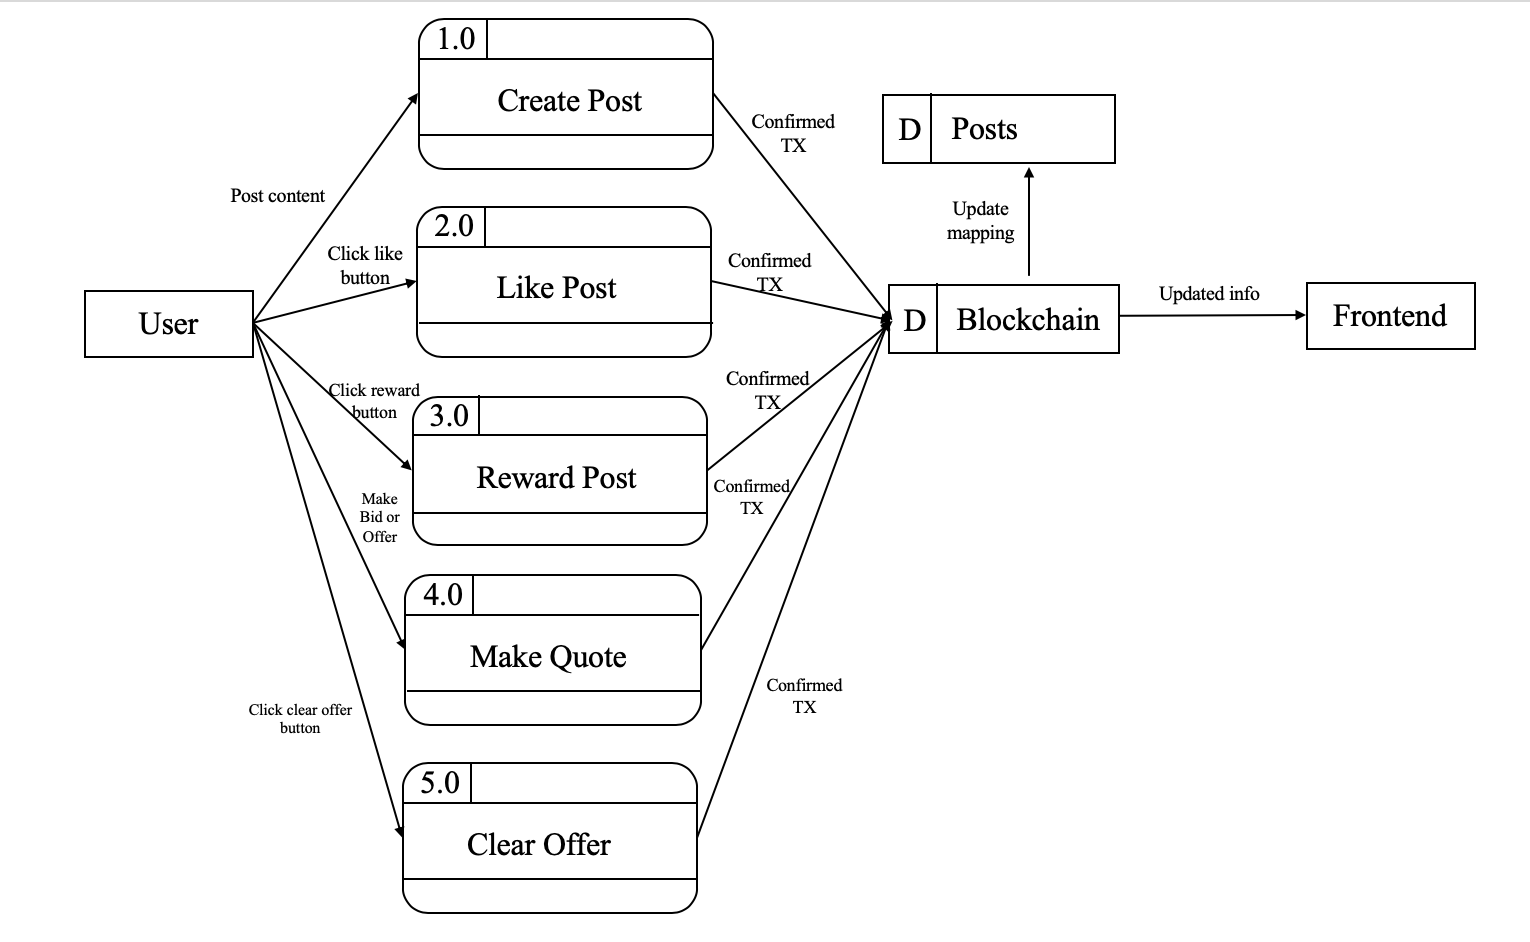 1.0
Create Post
Confirmed
TX
D
Posts
Post content
2.0
Update
mapping
Click like
button
Like Post
Confirmed
TX
User
D
Blockchain
Updated info
Frontend
Click reward
button
3.0
Reward Post
Confirmed
TX
Make
Bid or
Offer
Confirmed
TX
4.0
Make Quote
Click clear offer
button
Confirmed
TX
5.0
Clear Offer